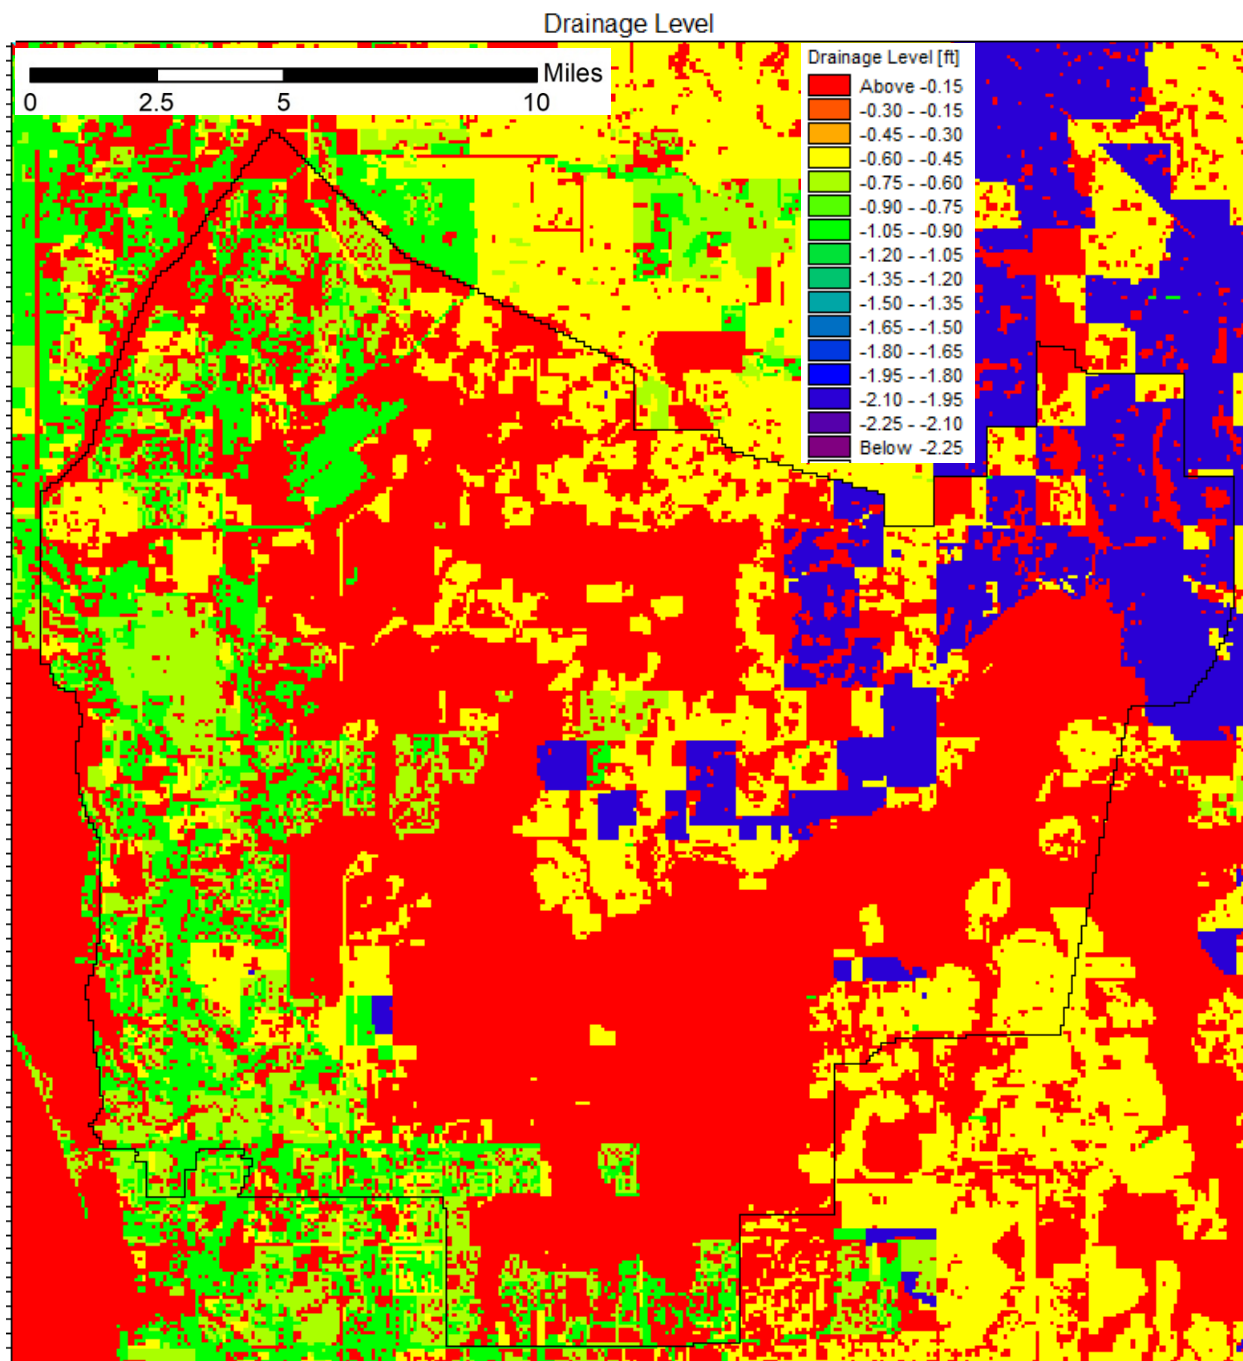 Drainage Level
Miles
0 2.5 5 10
Drainage Level [ft]
Above -0.15
-0.30 - -0.15
-0.45 - -0.30
-0.60 - -0.45
-0.75 - -0.60
-0.90 - -0.75
-1.05 - -0.90
-1.20 - -1.05
-1.35 - -1.20
-1.50 - -1.35
-1.65 - -1.50
-1.80 - -1.65
-1.95 - -1.80
-2.10 - -1.95
-2.25 - -2.10
Below -2.25